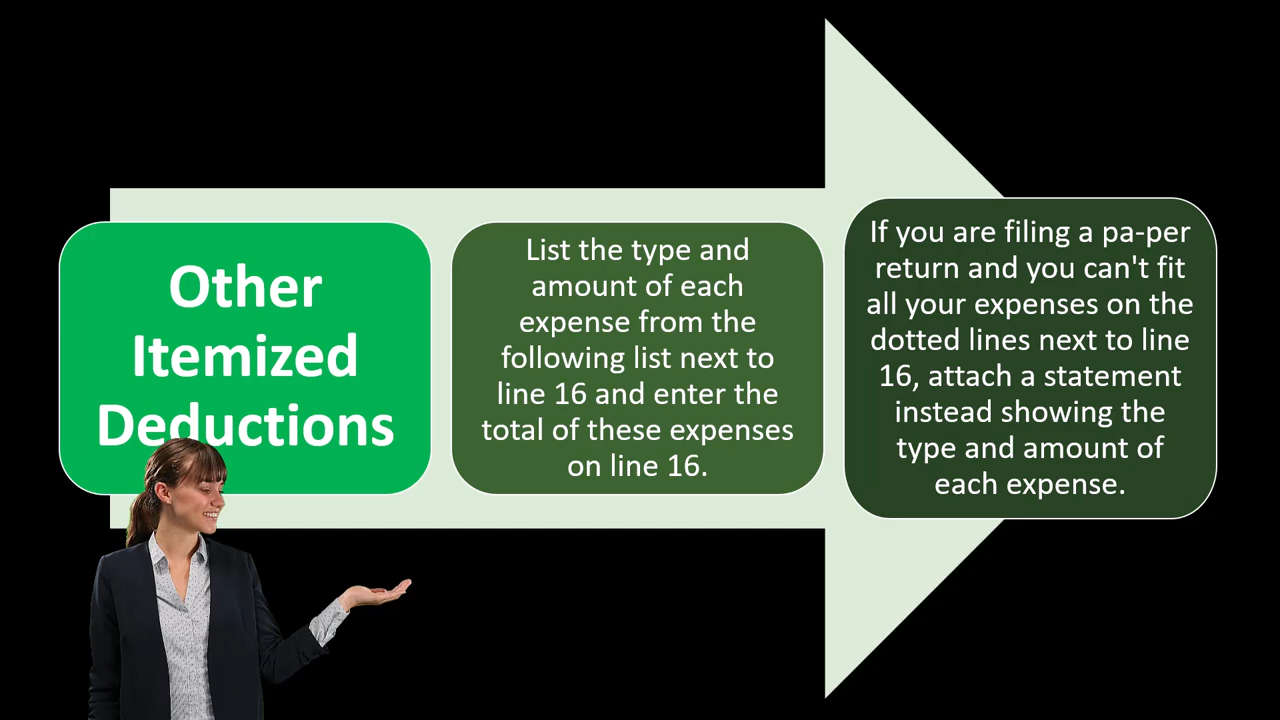 Other
Itemized
Deductions
List the type and
amount of each
expense from the
following list next to
line 16 and enter the
total of these expenses
on line 16.
If you are filing a pa-per
return and you can't fit
all your expenses on the
dotted lines next to line
16, attach a statement
instead showing the
type and amount of
each expense.